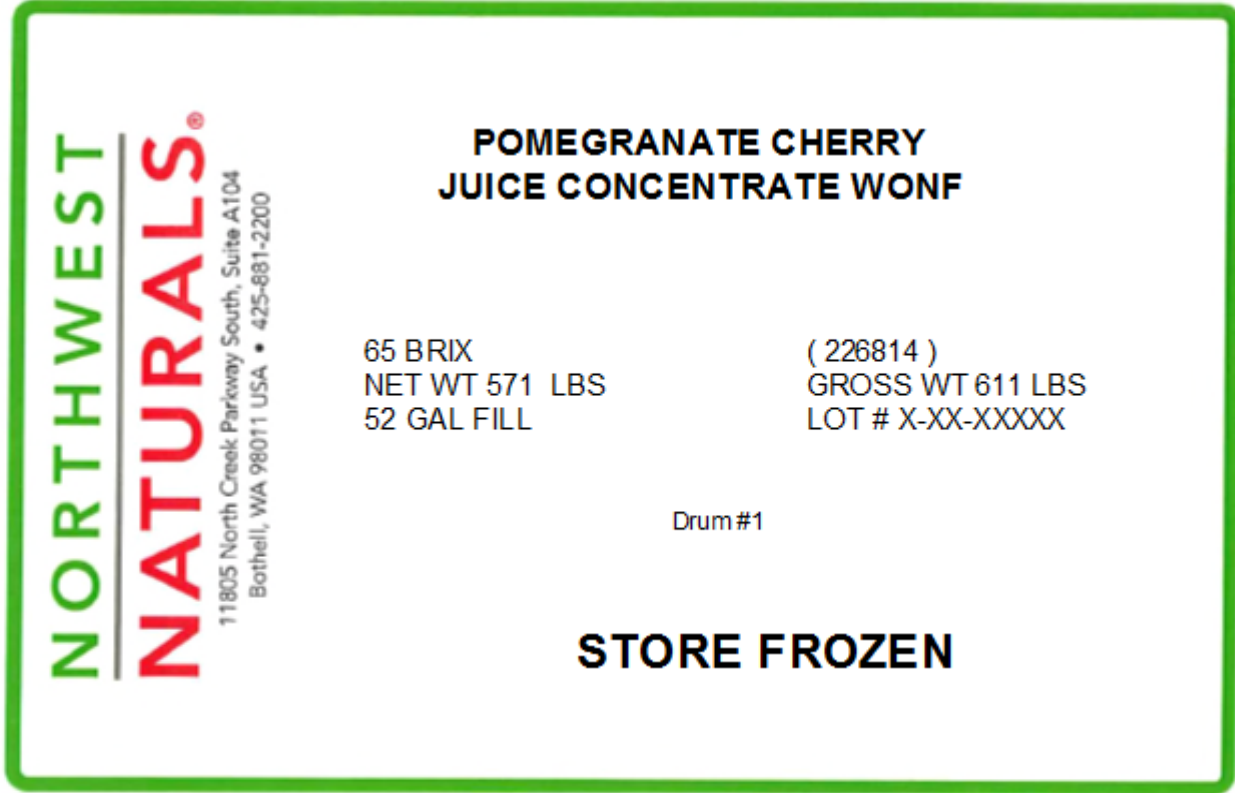 NORTHWEST
NATURALS®
11805 North Creek Parkway South, Suite A104
Bothell, WA 98011 USA • 425-881-2200
POMEGRANATE CHERRY
JUICE CONCENTRATE WONF
65 BRIX
NET WT 571 LBS
52 GAL FILL
( 226814 )
GROSS WT 611 LBS
LOT # X-XX-XXXXX
Drum #1
STORE FROZEN